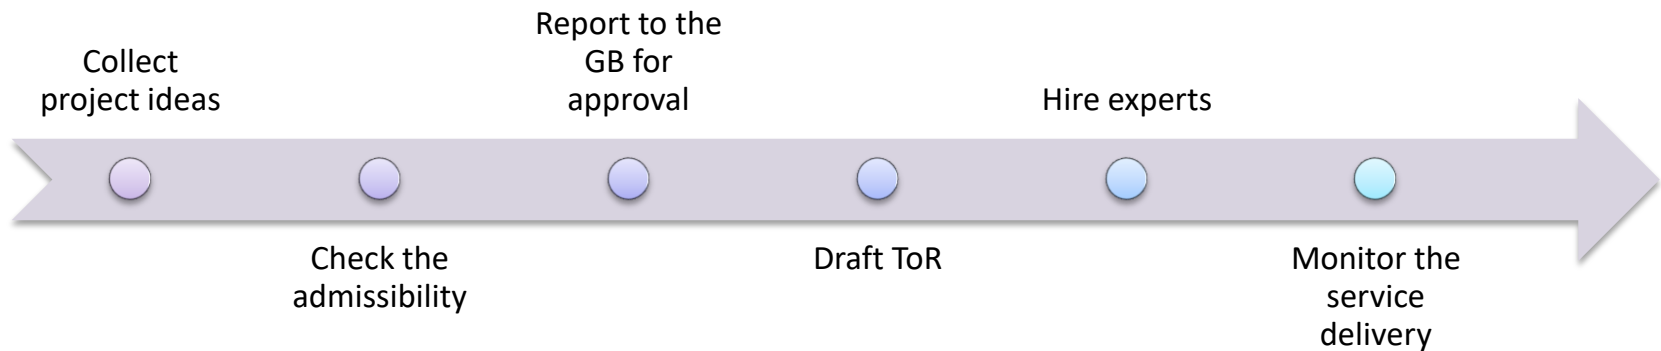 Collect
project ideas
Check the
admissibility
Report to the
GB for
approval
Draft ToR
Hire experts
Monitor the
service
delivery